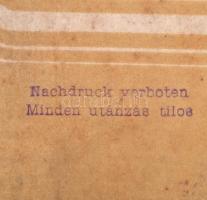 Nachdruck verboten
Minden utánzás tilos